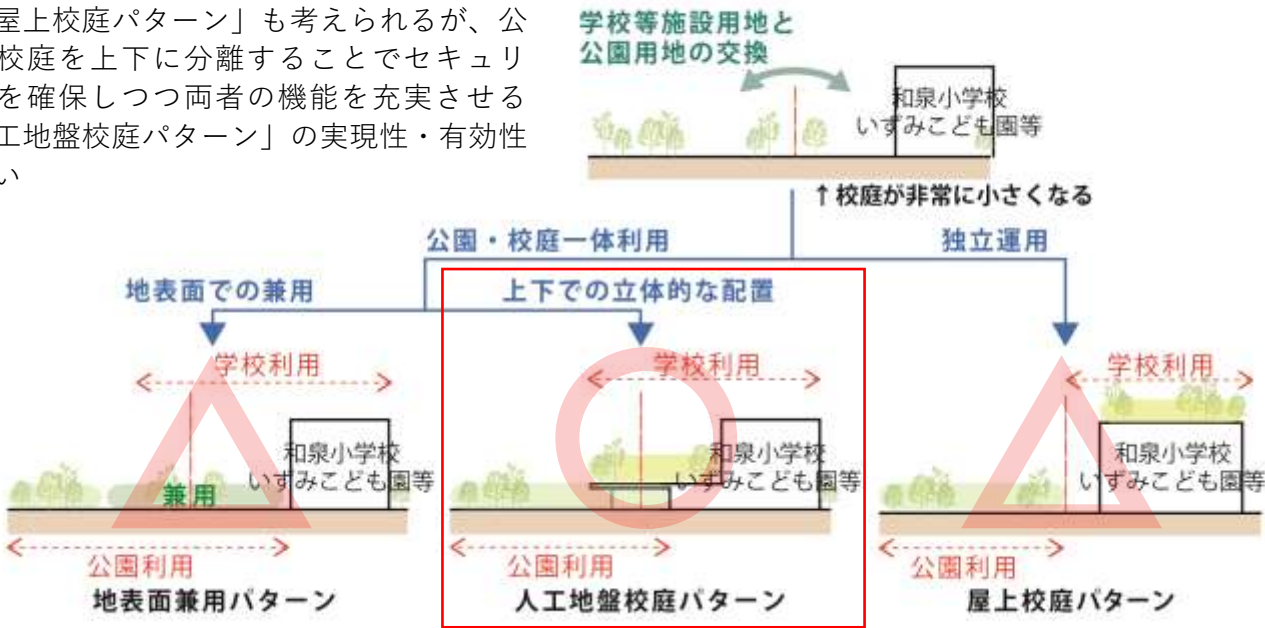 屋上校庭パターン」も考えられるが、公
校庭を上下に分離することでセキュリ
を確保しつつ両者の機能を充実させる
工地盤校庭パターン」の実現性・有効性
い
学校等施設用地と
公園用地の交換
和泉小学校
いずみこども園等
↑校庭が非常に小さくなる
公園・校庭一体利用
独立運用
地表面での兼用
上下での立体的な配置
学校利用
学校利用
学校利用
和泉小学校
いずみこども園等
兼用
和泉小学校
いずみこども園等
和泉小学校
いずみこども園等
公園利用
公園利用
公園利用
地表面兼用パターン
人工地盤校庭パターン
屋上校庭パターン